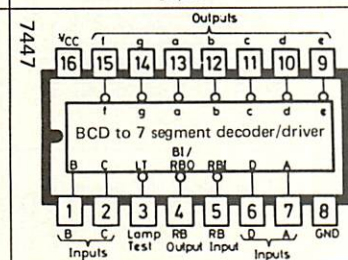 7447
Outputs
VCC f g a b c d e
16 15 14 13 12 11 10 9
f g a b c d e
BCD to 7 segment decoder/driver
BI/
B C LT RBO RBI D A
1 2 3 4 5 6 7 8
B C Lamp RB RB D A GND
Test Output Input
Inputs Inputs